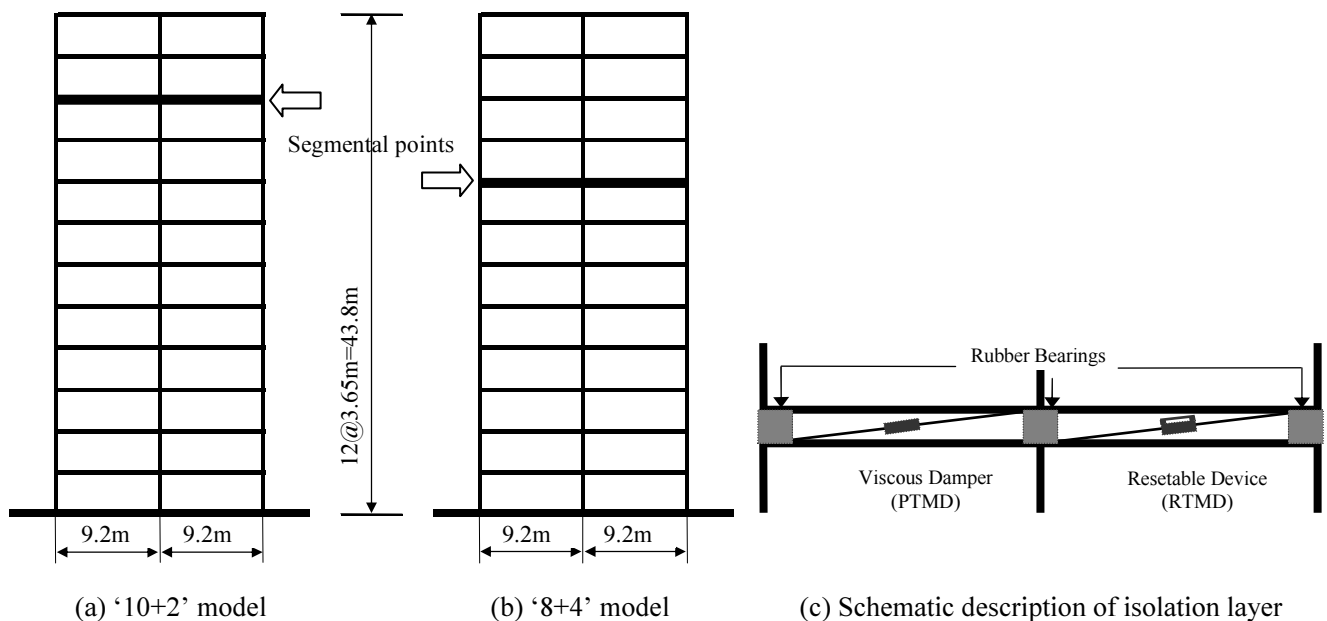 Segmental points
12@3.65m=43.8m
9.2m 9.2m
9.2m 9.2m
Rubber Bearings
Viscous Damper
(PTMD)
Resetable Device
(RTMD)
(a) ‘10+2’ model
(b) ‘8+4’ model
(c) Schematic description of isolation layer